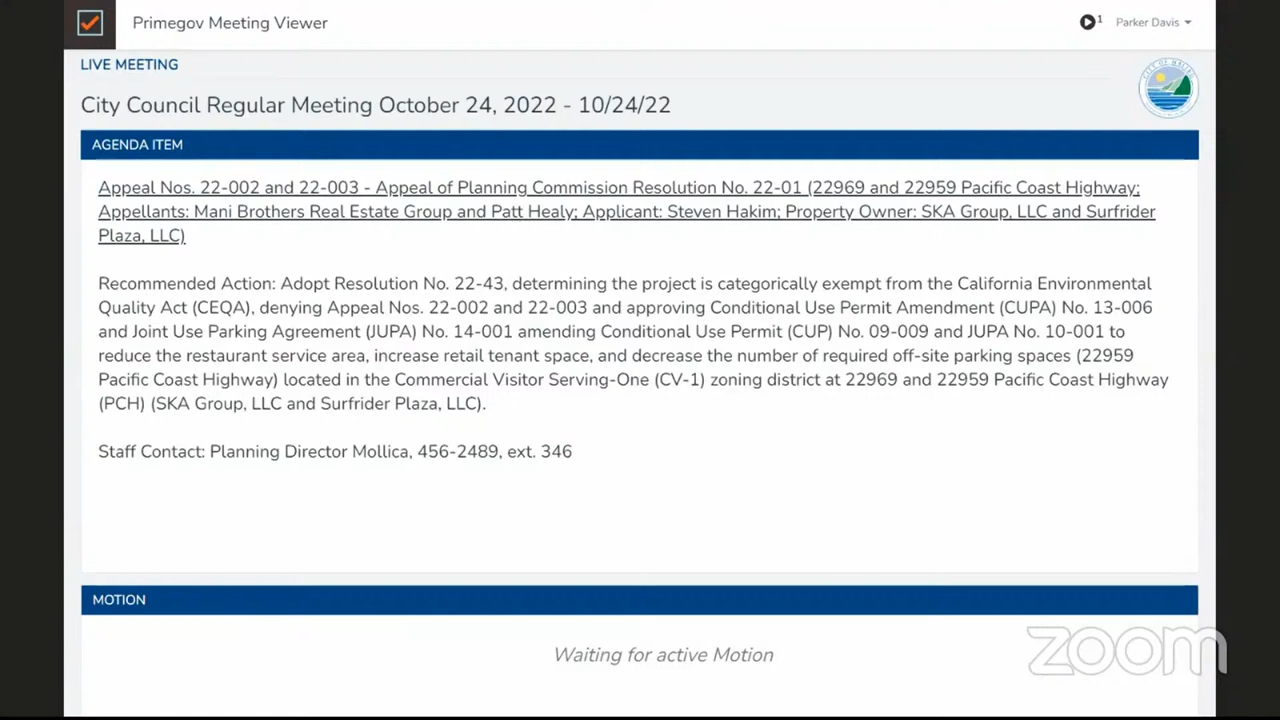 Primegov Meeting Viewer
1 Parker Davis
LIVE MEETING
City Council Regular Meeting October 24, 2022 - 10/24/22
AGENDA ITEM
Appeal Nos. 22-002 and 22-003 - Appeal of Planning Commission Resolution No. 22-01 (22969 and 22959 Pacific Coast Highway;
Appellants: Mani Brothers Real Estate Group and Patt Healy; Applicant: Steven Hakim; Property Owner: SKA Group, LLC and Surfrider
Plaza, LLC)
Recommended Action: Adopt Resolution No. 22-43, determining the project is categorically exempt from the California Environmental
Quality Act (CEQA), denying Appeal Nos. 22-002 and 22-003 and approving Conditional Use Permit Amendment (CUPA) No. 13-006
and Joint Use Parking Agreement (JUPA) No. 14-001 amending Conditional Use Permit (CUP) No. 09-009 and JUPA No. 10-001 to
reduce the restaurant service area, increase retail tenant space, and decrease the number of required off-site parking spaces (22959
Pacific Coast Highway) located in the Commercial Visitor Serving-One (CV-1) zoning district at 22969 and 22959 Pacific Coast Highway
(PCH) (SKA Group, LLC and Surfrider Plaza, LLC).
Staff Contact: Planning Director Mollica, 456-2489, ext. 346
MOTION
Waiting for active Motion
zoom